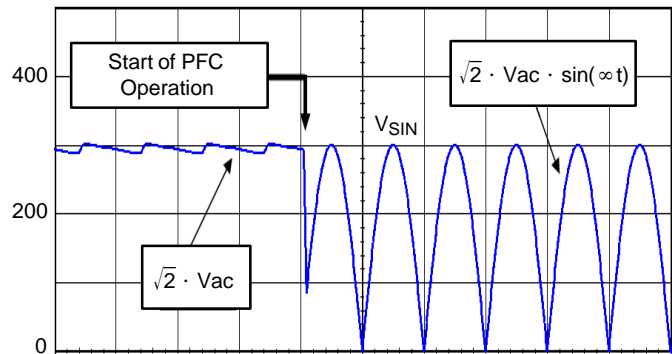 Start of PFC
Operation
400
√2 · Vac · sin(∞ t)
V_SIN
200
√2 · Vac
0